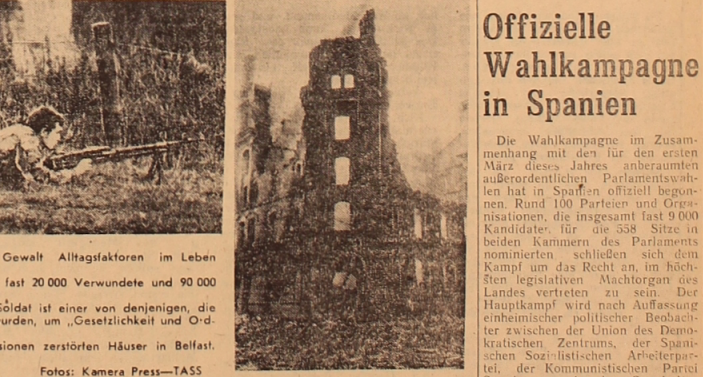 Gewalt Alltagsfaktoren im Leben
fast 20 000 Verwundete und 90 000
Soldat ist einer von denjenigen, die
wurden, um „Gesetzlichkeit und O d-
sionen zerstörten Häuser in Belfast.
Fotos: Kamera Press—TASS
Offizielle
Wahlkampagne
in Spanien
Die Wahlkampagne im Zusam-
menhang mit den für den ersten
März dieses Jahres anberaumten
außerordentlichen Parlamentswah-
len hat in Spanien offiziell begon-
nen. Rund 100 Parteien und Orga-
nisationen, die insgesamt fast 9 000
Kandidaten für die 558 Sitze in
beiden Kammern des Parlaments
nominierten schließen sich dem
Kampf um das Recht an, im höch-
sten legislativen Machtorgan des
Landes vertreten zu sein. Der
Hauptkampf wird nach Auffassung
einheimischer politischer Beobach-
ter zwischen der Union des Demo-
kratischen Zentrums, der Spani-
schen Sozialistischen Arbeiterpar-
tei, der Kommunistischen Partei